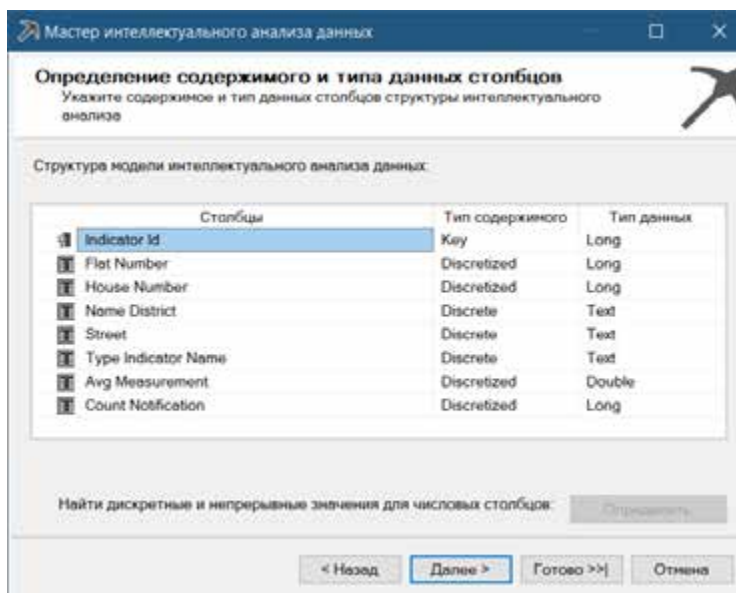 Мастер интеллектуального анализа данных
Определение содержимого и типа данных столбцов
Укажите содержимое и тип данных столбцов структуры интеллектуального
анализа
Структура модели интеллектуального анализа данных:
Столбцы Тип содержимого Тип данных
Indicator Id Key Long
Flat Number Discretized Long
House Number Discretized Long
Name District Discrete Text
Street Discrete Text
Type Indicator Name Discrete Text
Avg Measurement Discretized Double
Count Notification Discretized Long
Найти дискретные и непрерывные значения для числовых столбцов: Определить
< Назад Далее > Готово >>| Отмена